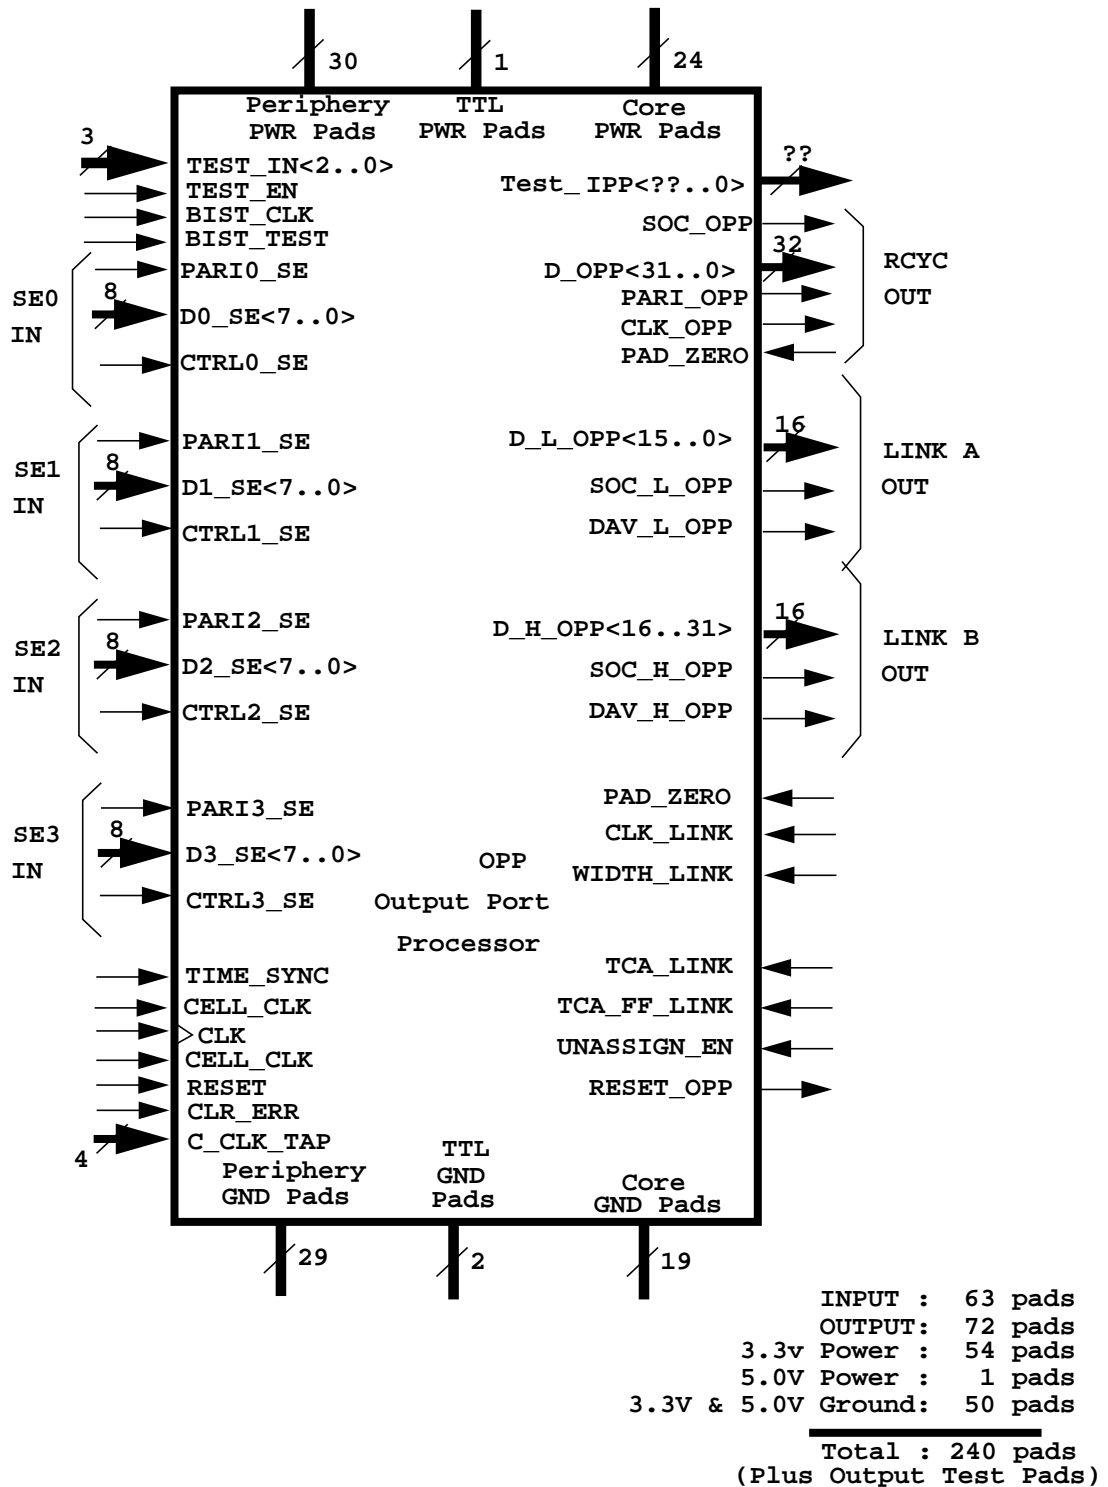 30
1
24
Periphery
PWR Pads
TTL
PWR Pads
Core
PWR Pads
3
TEST_IN<2..0>
TEST_EN
BIST_CLK
BIST_TEST
SE0
IN
PARI0_SE
8
D0_SE<7..0>
CTRL0_SE
SE1
IN
PARI1_SE
8
D1_SE<7..0>
CTRL1_SE
SE2
IN
PARI2_SE
8
D2_SE<7..0>
CTRL2_SE
SE3
IN
PARI3_SE
8
D3_SE<7..0>
CTRL3_SE
TIME_SYNC
CELL_CLK
CLK
CELL_CLK
RESET
CLR_ERR
4
C_CLK_TAP
??
Test_IPP<??..0>
SOC_OPP
32
D_OPP<31..0>
PARI_OPP
CLK_OPP
PAD_ZERO
RCYC
OUT
16
D_L_OPP<15..0>
SOC_L_OPP
DAV_L_OPP
LINK A
OUT
16
D_H_OPP<16..31>
SOC_H_OPP
DAV_H_OPP
LINK B
OUT
PAD_ZERO
CLK_LINK
WIDTH_LINK
OPP
Output Port
Processor
TCA_LINK
TCA_FF_LINK
UNASSIGN_EN
RESET_OPP
Periphery
GND Pads
TTL
GND
Pads
Core
GND Pads
29
2
19
INPUT : 63 pads
OUTPUT: 72 pads
3.3v Power : 54 pads
5.0V Power : 1 pads
3.3V & 5.0V Ground: 50 pads
Total : 240 pads
(Plus Output Test Pads)